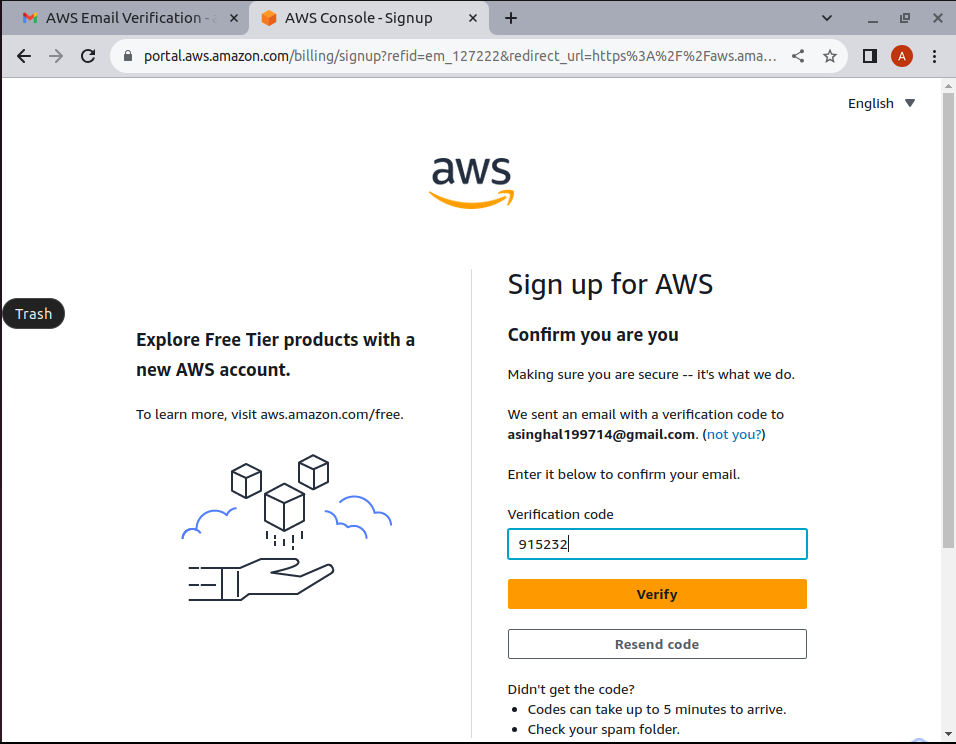 AWS Email Verification -
AWS Console - Signup
portal.aws.amazon.com/billing/signup?refid=em_127222&redirect_url=https%3A%2F%2Faws.ama...
A
English
aws
Trash
Explore Free Tier products with a
new AWS account.
To learn more, visit aws.amazon.com/free.
Sign up for AWS
Confirm you are you
Making sure you are secure -- it's what we do.
We sent an email with a verification code to
asinghal199714@gmail.com. (not you?)
Enter it below to confirm your email.
Verification code
915232
Verify
Resend code
Didn't get the code?
• Codes can take up to 5 minutes to arrive.
• Check your spam folder.